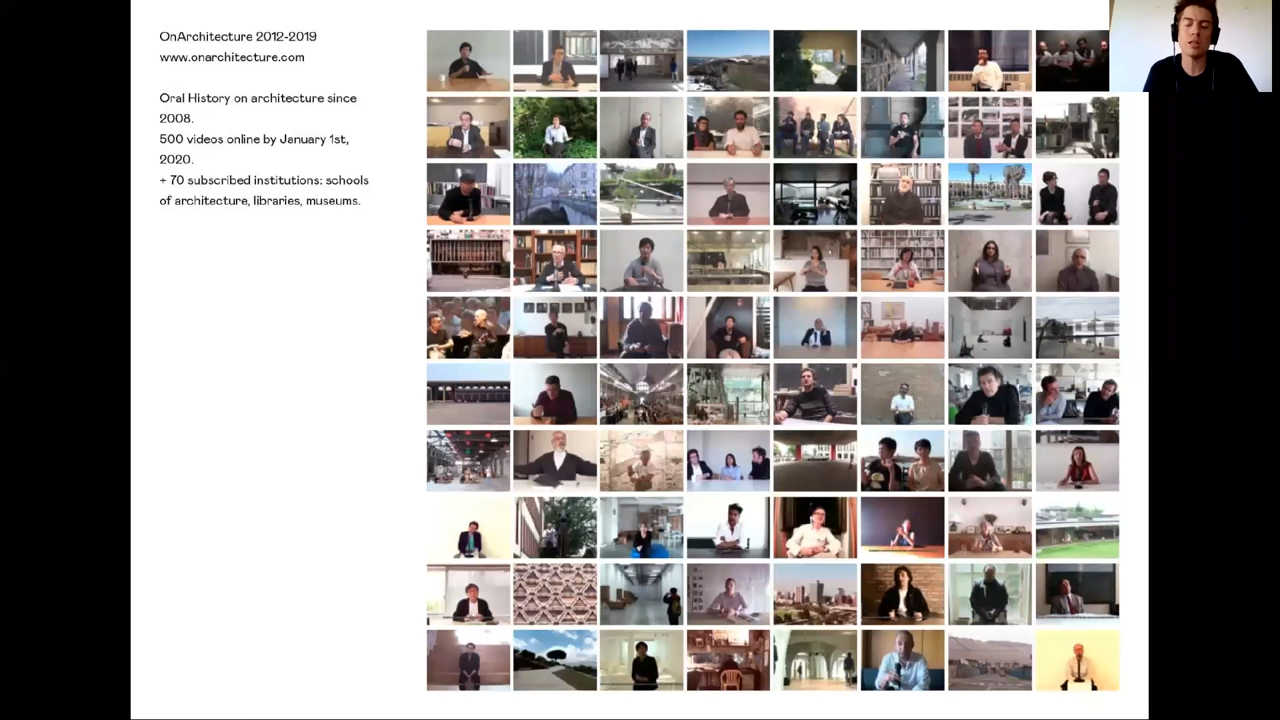 OnArchitecture 2012-2019
www.onarchitecture.com
Oral History on architecture since
2008.
500 videos online by January 1st,
2020.
+ 70 subscribed institutions: schools
of architecture, libraries, museums.